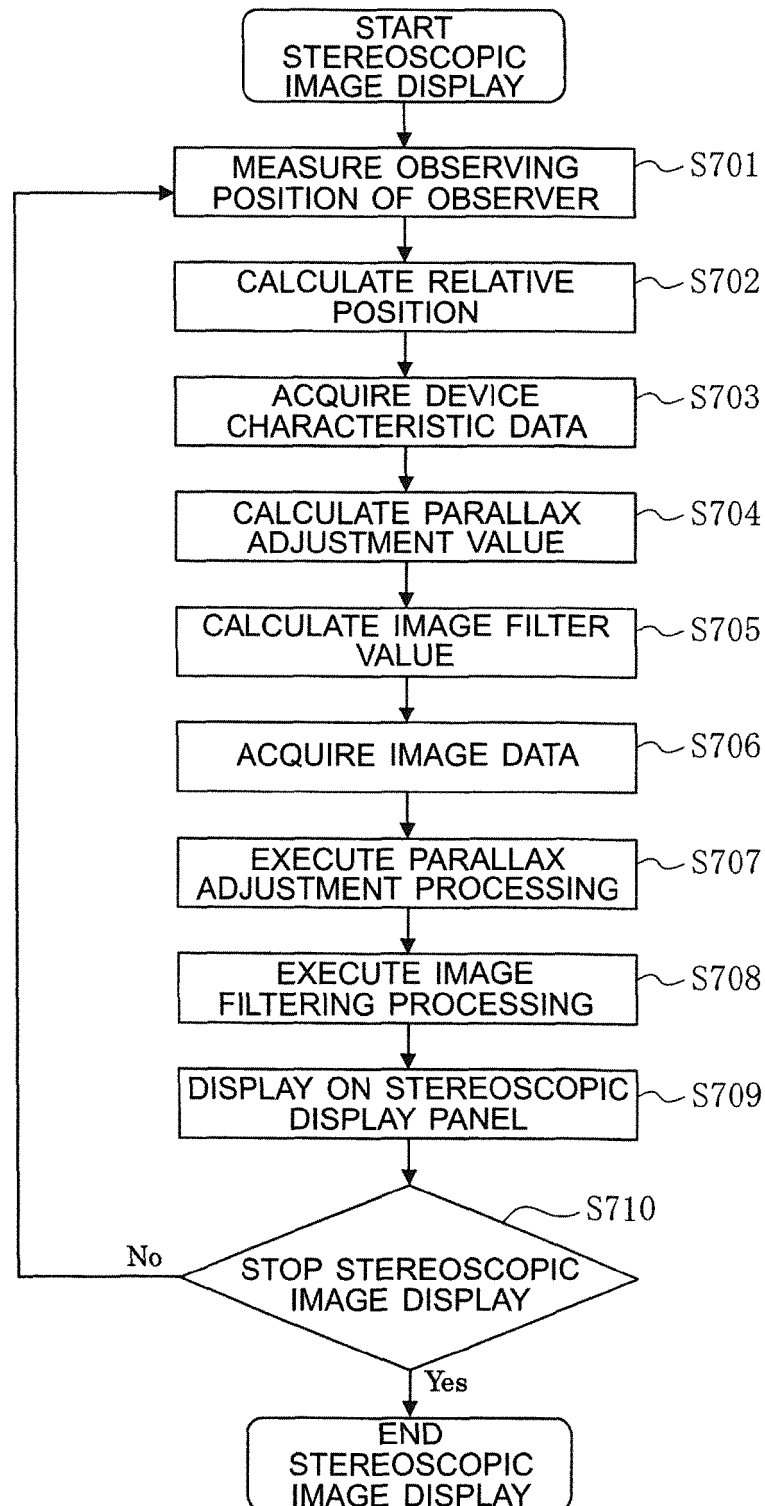 START
STEREOSCOPIC
IMAGE DISPLAY
MEASURE OBSERVING
POSITION OF OBSERVER
S701
CALCULATE RELATIVE
POSITION
S702
ACQUIRE DEVICE
CHARACTERISTIC DATA
S703
CALCULATE PARALLAX
ADJUSTMENT VALUE
S704
CALCULATE IMAGE FILTER
VALUE
S705
ACQUIRE IMAGE DATA
S706
EXECUTE PARALLAX
ADJUSTMENT PROCESSING
S707
EXECUTE IMAGE
FILTERING PROCESSING
S708
DISPLAY ON STEREOSCOPIC
DISPLAY PANEL
S709
S710
No
STOP STEREOSCOPIC
IMAGE DISPLAY
Yes
END
STEREOSCOPIC
IMAGE DISPLAY